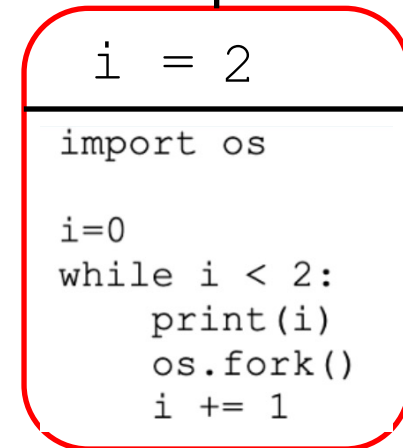 i = 2
import os

i=0
while i < 2:
    print(i)
    os.fork()
    i += 1